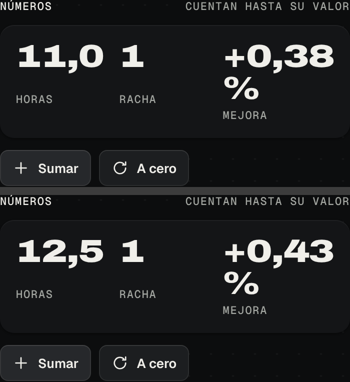 NÚMEROS CUENTAN HASTA SU VALOR
11,0 1 +0,38
%
HORAS RACHA
MEJORA
Sumar A cero
NÚMEROS CUENTAN HASTA SU VALOR
12,5 1 +0,43
%
HORAS RACHA
MEJORA
Sumar A cero